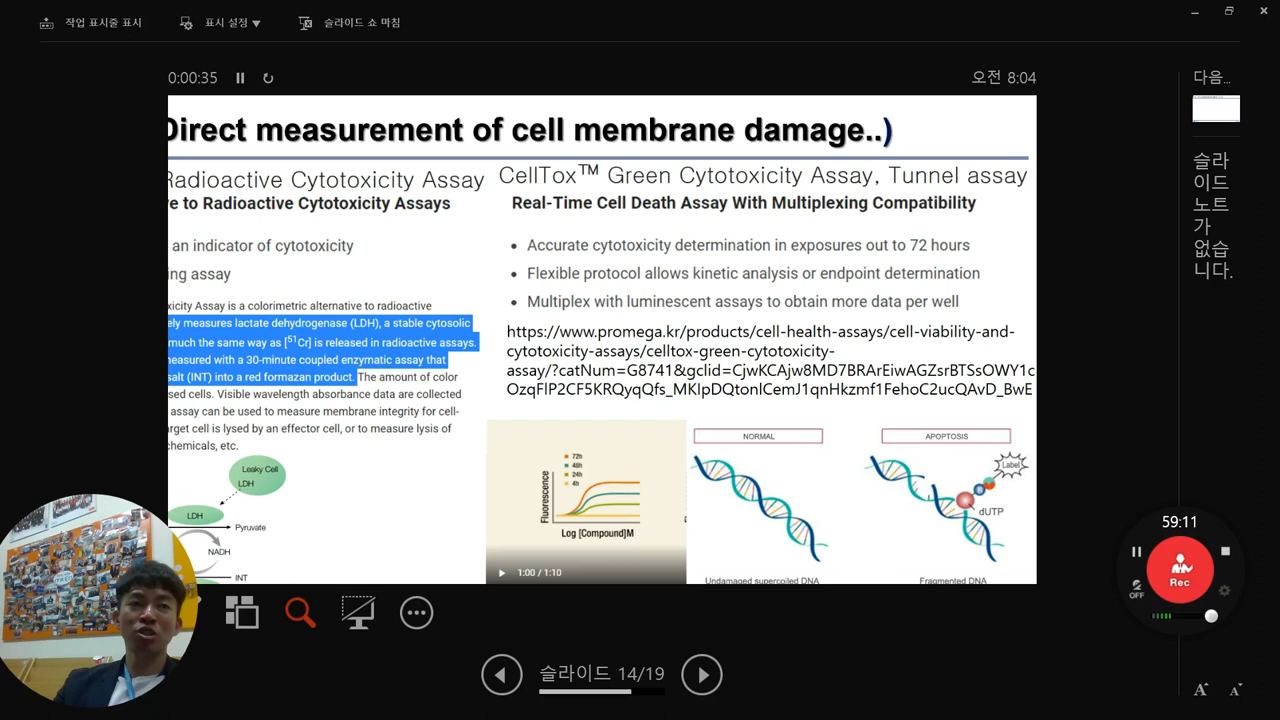 작업 표시줄 표시
표시 설정 ▼
슬라이드 쇼 마침
0:00:35
오전 8:04
다음...
Direct measurement of cell membrane damage..)
Radioactive Cytotoxicity Assay
e to Radioactive Cytotoxicity Assays
an indicator of cytotoxicity
ing assay
xicity Assay is a colorimetric alternative to radioactive
ely measures lactate dehydrogenase (LDH), a stable cytosolic
much the same way as [51Cr] is released in radioactive assays.
easured with a 30-minute coupled enzymatic assay that
salt (INT) into a red formazan product. The amount of color
sed cells. Visible wavelength absorbance data are collected
assay can be used to measure membrane integrity for cell-
rget cell is lysed by an effector cell, or to measure lysis of
chemicals, etc.
Leaky Cell
LDH
LDH
Pyruvate
NADH
INT
CellTox™ Green Cytotoxicity Assay, Tunnel assay
Real-Time Cell Death Assay With Multiplexing Compatibility
• Accurate cytotoxicity determination in exposures out to 72 hours
• Flexible protocol allows kinetic analysis or endpoint determination
• Multiplex with luminescent assays to obtain more data per well
https://www.promega.kr/products/cell-health-assays/cell-viability-and-
cytotoxicity-assays/celltox-green-cytotoxicity-
assay/?catNum=G8741&gclid=CjwKCAjw8MD7BRArEiwAGZsrBTSsOWY1c
OzqFlP2CF5KRQyqQfs_MKIpDQtonlCemJ1qnHkzmf1FehoC2ucQAvD_BwE
72h
48h
24h
4h
Fluorescence
Log [Compound]M
1:00 / 1:10
NORMAL
Undamaged supercoiled DNA
APOPTOSIS
Label
dUTP
Fragmented DNA
슬라
이드
노트
가
없습
니다.
59:11
Rec
OFF
슬라이드 14/19
A
A